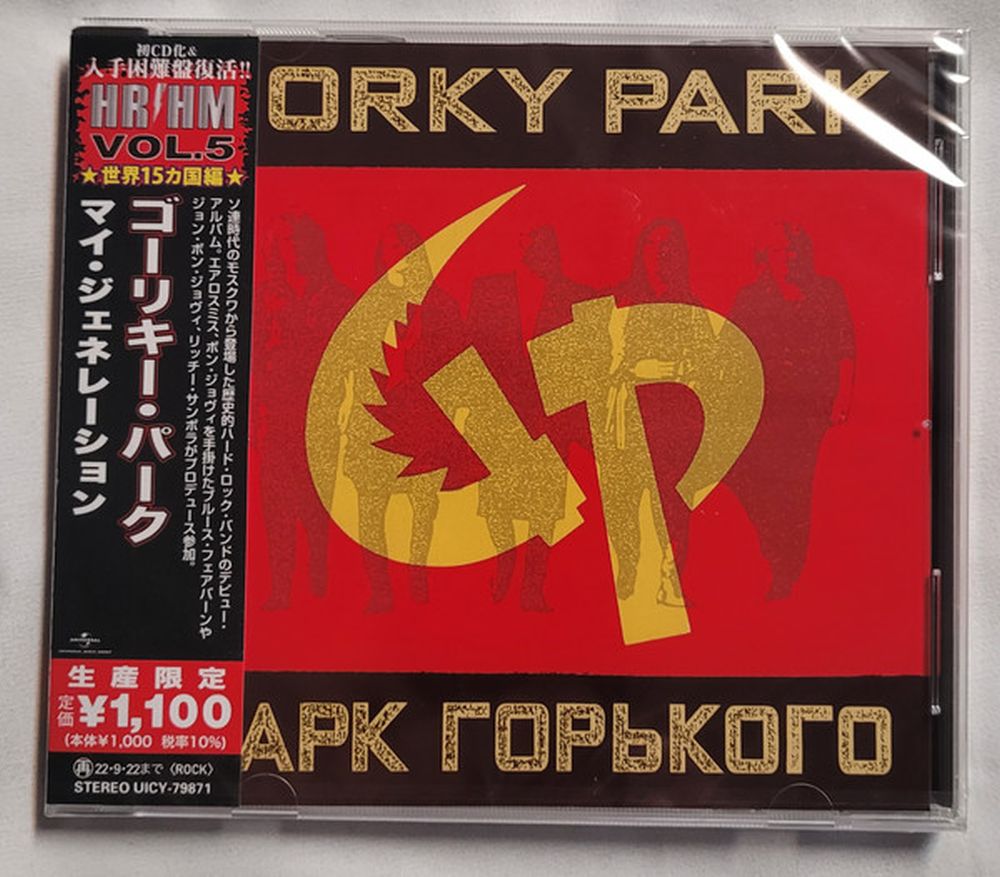 初CD化&
入手困難盤復活!!
HR/HM
VOL.5
★世界15カ国編★
ソ連時代のモスクワから登場した歴史的ハード・ロック・バンドのデビュー・
アルバム。エアロスミス、ボン・ジョヴィを手掛けたブルース・フェアバーンや
ジョン・ボン・ジョヴィ、リッチー・サンボラがプロデュース参加。
ゴーリキー・パーク
マイ・ジェネレーション
UNIVERSAL
生産限定
定価 ¥1,100
(本体¥1,000 税率10%)
再 22・9・22まで〈ROCK〉
STEREO UICY-79871
ORKY PARK
GP
АРК ГОРЬКОГО